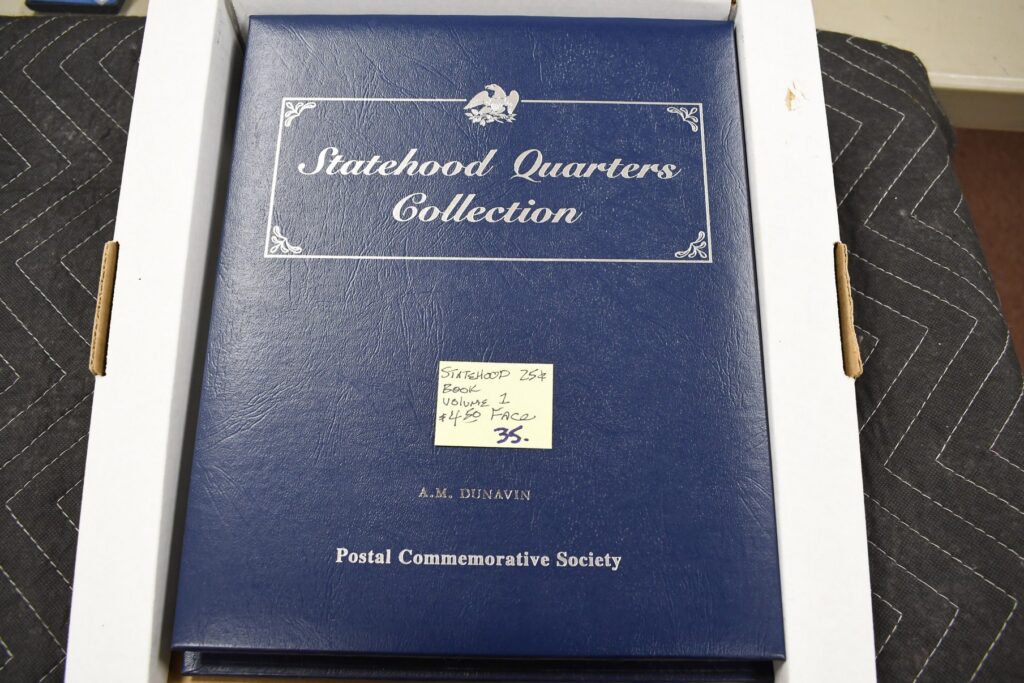 Statehood Quarters
Collection
STATEHOOD 25¢
BOOK
VOLUME 1
$4.50 FACE
35.
A.M. DUNAVIN
Postal Commemorative Society